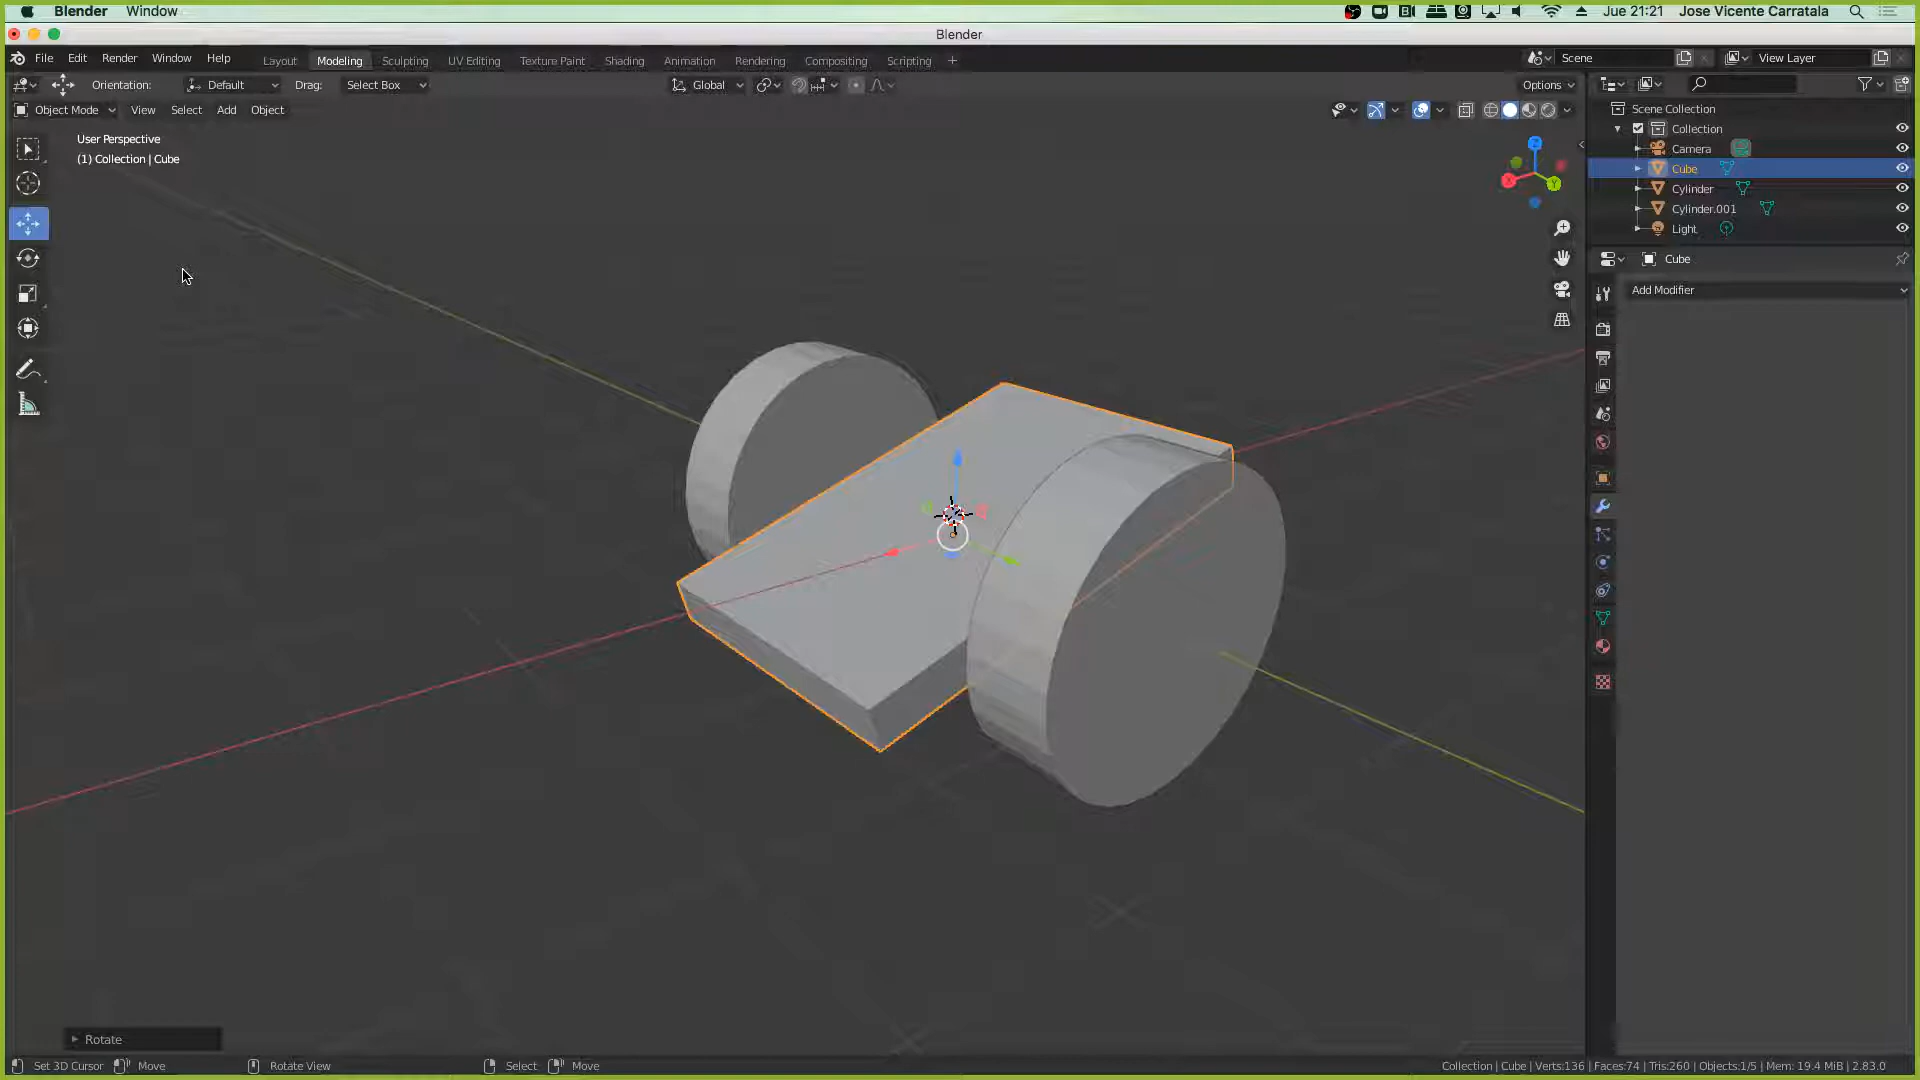 Blender Window Jue 21:21 Jose Vicente Carratala
Blender
File Edit Render Window Help Layout Modeling Sculpting UV Editing Texture Paint Shading Animation Rendering Compositing Scripting + Scene View Layer
Orientation: Default Drag: Select Box Global Options
Object Mode View Select Add Object
User Perspective
(1) Collection | Cube
Scene Collection
Collection
Camera
Cube
Cylinder
Cylinder.001
Light
Cube
Add Modifier
Z
X
Y
Rotate
Set 3D Cursor Move Rotate View Select Move Collection | Cube | Verts:136 | Faces:74 | Tris:260 | Objects:1/5 | Mem: 19.4 MiB | 2.83.0